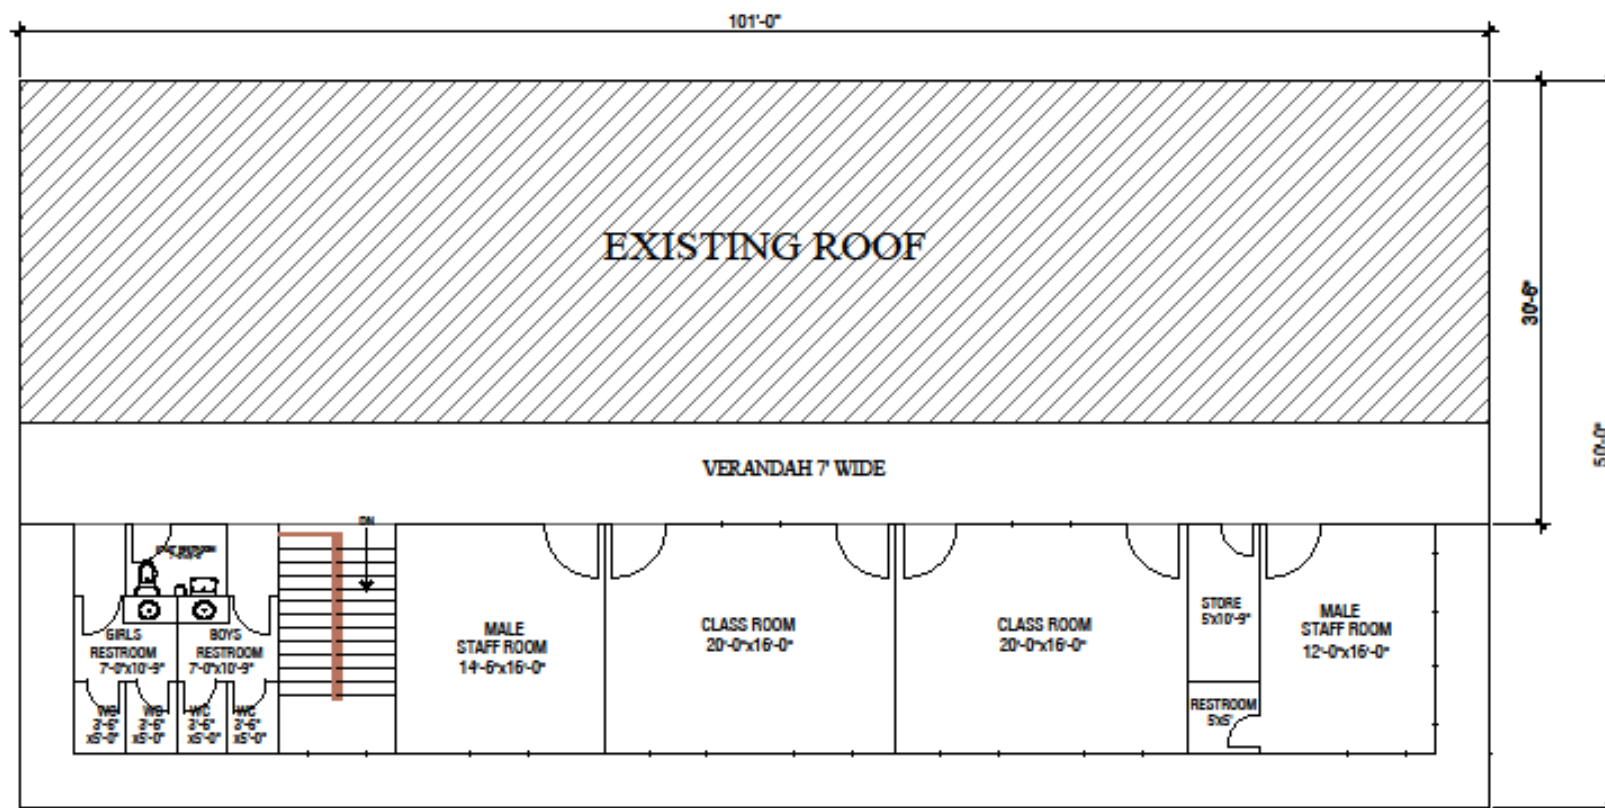 101'-0"
EXISTING ROOF
30'-6"
50'-0"
VERANDAH 7' WIDE
DN
GIRLS
RESTROOM
7'-0"x10'-9"
BOYS
RESTROOM
7'-0"x10'-9"
MALE
STAFF ROOM
14'-6"x16'-0"
CLASS ROOM
20'-0"x16'-0"
CLASS ROOM
20'-0"x16'-0"
STORE
5'x10'-9"
MALE
STAFF ROOM
12'-0"x16'-0"
RESTROOM
5'x5'
WC
3'-6"
x5'-0"
WC
3'-6"
x5'-0"
WC
3'-6"
x5'-0"
WC
3'-6"
x5'-0"